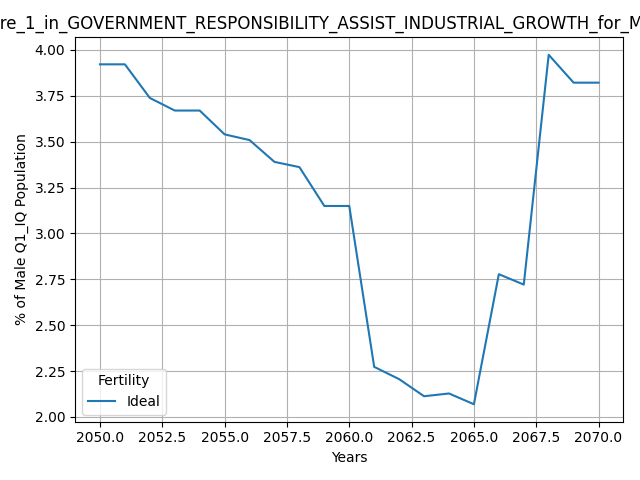 re_1_in_GOVERNMENT_RESPONSIBILITY_ASSIST_INDUSTRIAL_GROWTH_for_M
4.00
3.75
3.50
3.25
3.00
2.75
2.50
2.25
2.00
% of Male Q1_IQ Population
Fertility
Ideal
2050.0 2052.5 2055.0 2057.5 2060.0 2062.5 2065.0 2067.5 2070.0
Years